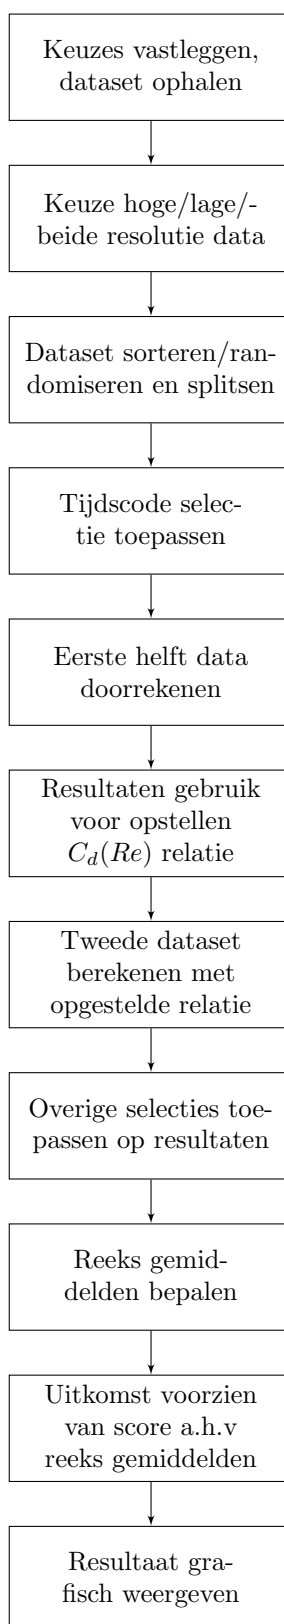 Keuzes vastleggen,
dataset ophalen
Keuze hoge/lage/-
beide resolutie data
Dataset sorteren/ran-
domiseren en splitsen
Tijdscode selec-
tie toepassen
Eerste helft data
doorrekenen
Resultaten gebruik
voor opstellen
C_d(Re) relatie
Tweede dataset
berekenen met
opgestelde relatie
Overige selecties toe-
passen op resultaten
Reeks gemid-
delden bepalen
Uitkomst voorzien
van score a.h.v
reeks gemiddelden
Resultaat gra-
fisch weergeven